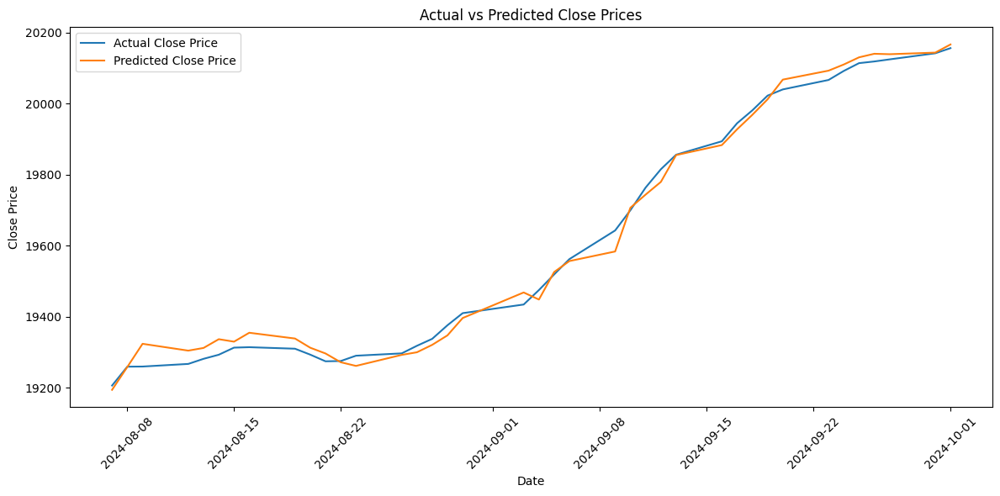 Actual vs Predicted Close Prices
Actual Close Price
Predicted Close Price
Close Price
20200
20000
19800
19600
19400
19200
2024-08-08
2024-08-15
2024-08-22
2024-09-01
2024-09-08
2024-09-15
2024-09-22
2024-10-01
Date